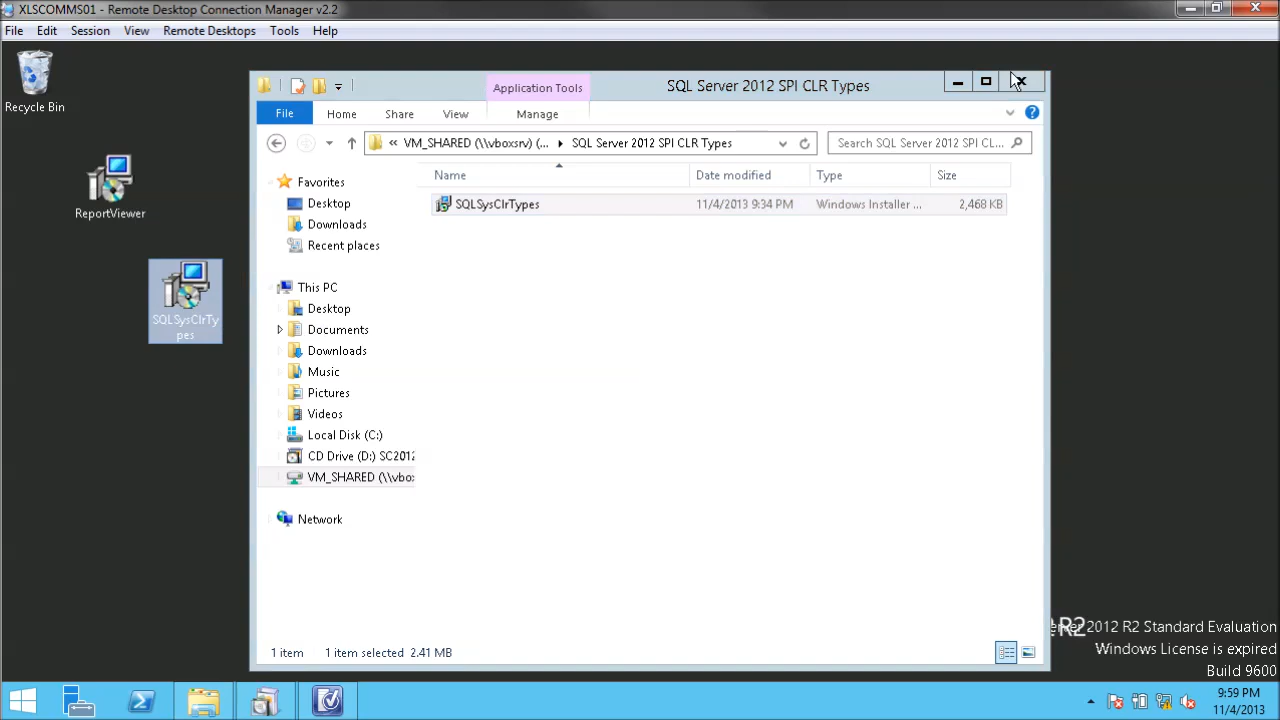 XLSCOMMS01 - Remote Desktop Connection Manager v2.2
File Edit Session View Remote Desktops Tools Help
Recycle Bin
ReportViewer
SQLSysClrTy
pes
Application Tools
SQL Server 2012 SPI CLR Types
File Home Share View Manage
« VM_SHARED (\\vboxsrv) (... SQL Server 2012 SPI CLR Types
Search SQL Server 2012 SPI CL...
Name Date modified Type Size
SQLSysClrTypes 11/4/2013 9:34 PM Windows Installer ... 2,468 KB
Favorites
Desktop
Downloads
Recent places
This PC
Desktop
Documents
Downloads
Music
Pictures
Videos
Local Disk (C:)
CD Drive (D:) SC2012
VM_SHARED (\\vbo
Network
1 item 1 item selected 2.41 MB
R2
2012 R2 Standard Evaluation
Windows License is expired
Build 9600
9:59 PM
11/4/2013